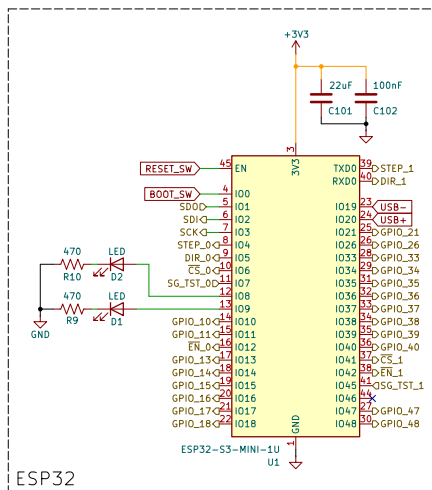 +3V3
22uF 100nF
C101 C102
3
3V3
RESET_SW 45 EN TXD0 39 STEP_1
RXD0 40 DIR_1
BOOT_SW 4 IO0
SDO 5 IO1 IO19 23 USB-
SDI 6 IO2 IO20 24 USB+
SCK 7 IO3 IO21 25 GPIO_21
STEP_0 8 IO4 IO26 26 GPIO_26
470 LED DIR_0 9 IO5 IO33 28 GPIO_33
R10 D2 CS_0 10 IO6 IO34 29 GPIO_34
SG_TST_0 11 IO7 IO35 31 GPIO_35
12 IO8 IO36 32 GPIO_36
470 LED 13 IO9 IO37 33 GPIO_37
R9 D1 GPIO_10 14 IO10 IO38 34 GPIO_38
GND GPIO_11 15 IO11 IO39 35 GPIO_39
EN_0 16 IO12 IO40 36 GPIO_40
GPIO_13 17 IO13 IO41 37 CS_1
GPIO_14 18 IO14 IO42 38 EN_1
GPIO_15 19 IO15 IO45 41 SG_TST_1
GPIO_16 20 IO16 IO46 44
GPIO_17 21 IO17 IO47 27 GPIO_47
GPIO_18 22 IO18 IO48 30 GPIO_48
GND
1
ESP32-S3-MINI-1U
U1
ESP32